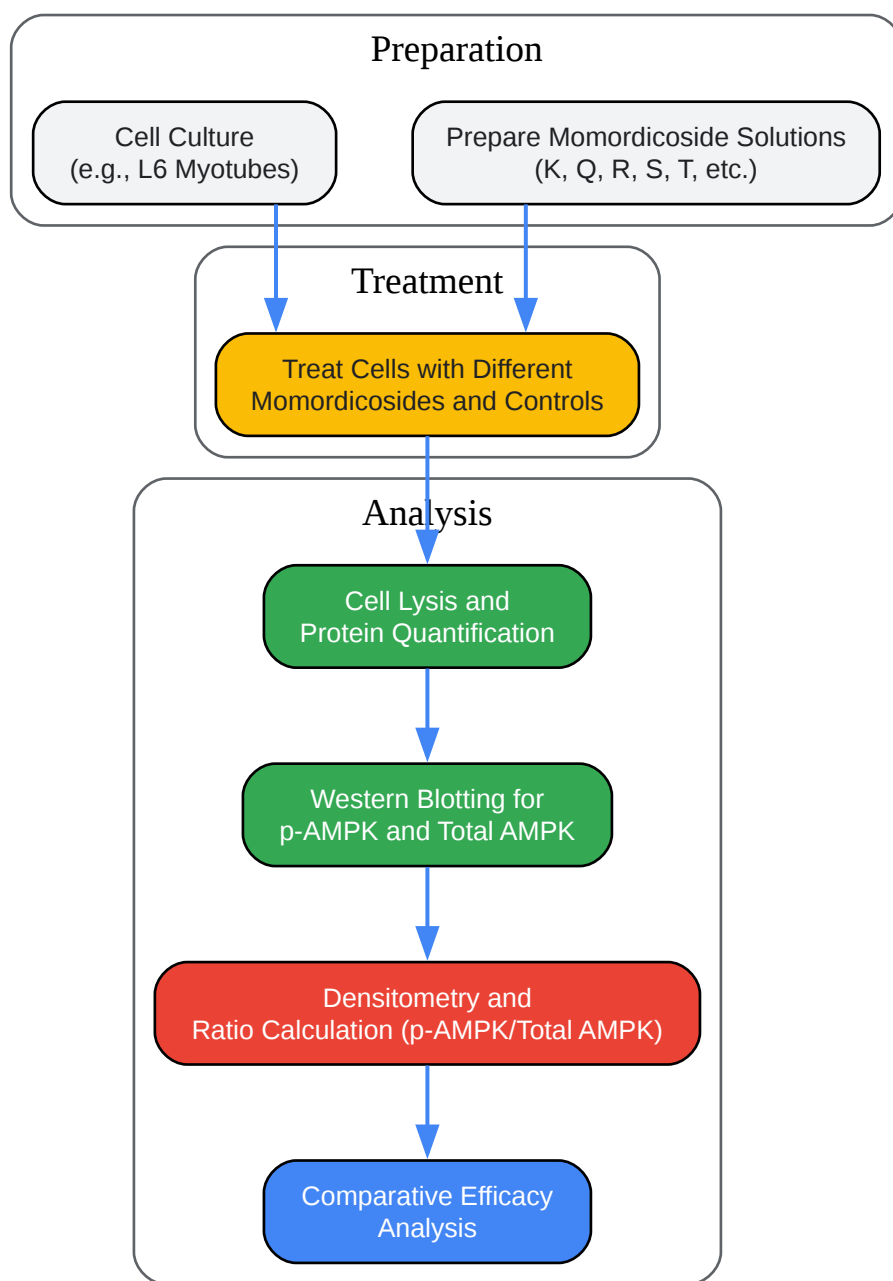 Preparation
Cell Culture
(e.g., L6 Myotubes)
Prepare Momordicoside Solutions
(K, Q, R, S, T, etc.)
Treatment
Treat Cells with Different
Momordicosides and Controls
Analysis
Cell Lysis and
Protein Quantification
Western Blotting for
p-AMPK and Total AMPK
Densitometry and
Ratio Calculation (p-AMPK/Total AMPK)
Comparative Efficacy
Analysis